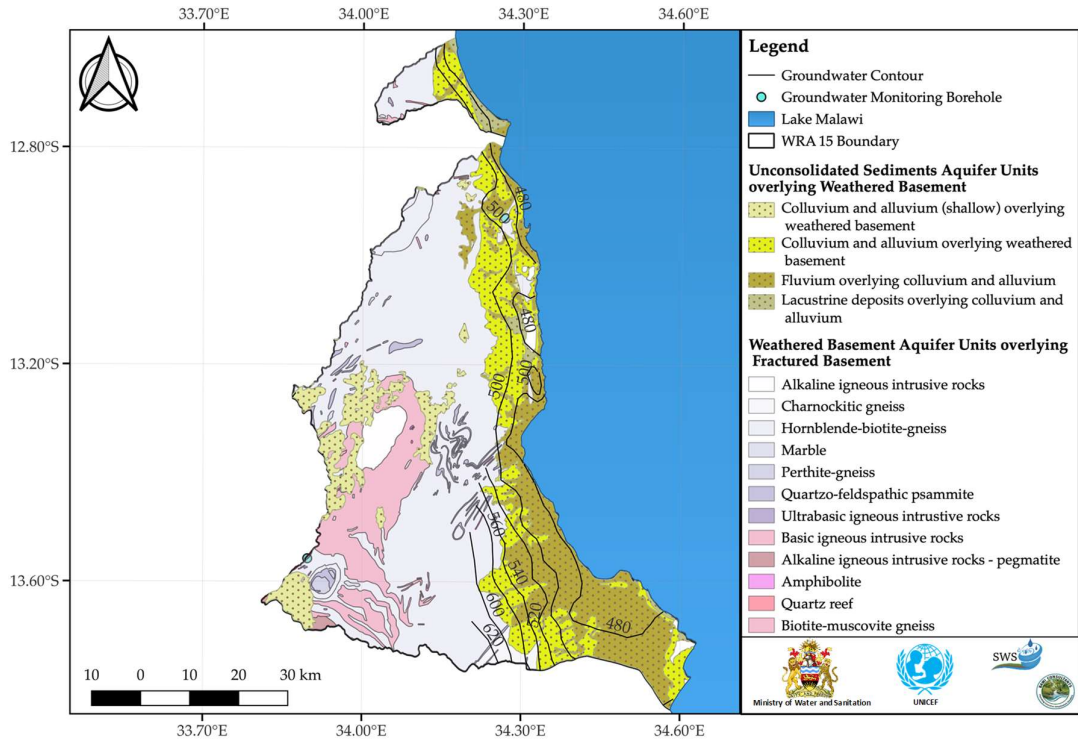 33.70°E
34.00°E
34.30°E
34.60°E
12.80°S
13.20°S
13.60°S
480
500
480
500
500
560
540
520
600
620
480
10 0 10 20 30 km
33.70°E
34.00°E
34.30°E
34.60°E
Legend
Groundwater Contour
Groundwater Monitoring Borehole
Lake Malawi
WRA 15 Boundary
Unconsolidated Sediments Aquifer Units
overlying Weathered Basement
Colluvium and alluvium (shallow) overlying
weathered basement
Colluvium and alluvium overlying weathered
basement
Fluvium overlying colluvium and alluvium
Lacustrine deposits overlying colluvium and
alluvium
Weathered Basement Aquifer Units overlying
Fractured Basement
Alkaline igneous intrusive rocks
Charnockitic gneiss
Hornblende-biotite-gneiss
Marble
Perthite-gneiss
Quartzo-feldspathic psammite
Ultrabasic igneous intrustive rocks
Basic igneous intrusive rocks
Alkaline igneous intrusive rocks - pegmatite
Amphibolite
Quartz reef
Biotite-muscovite gneiss
SWS
Ministry of Water and Sanitation
UNICEF